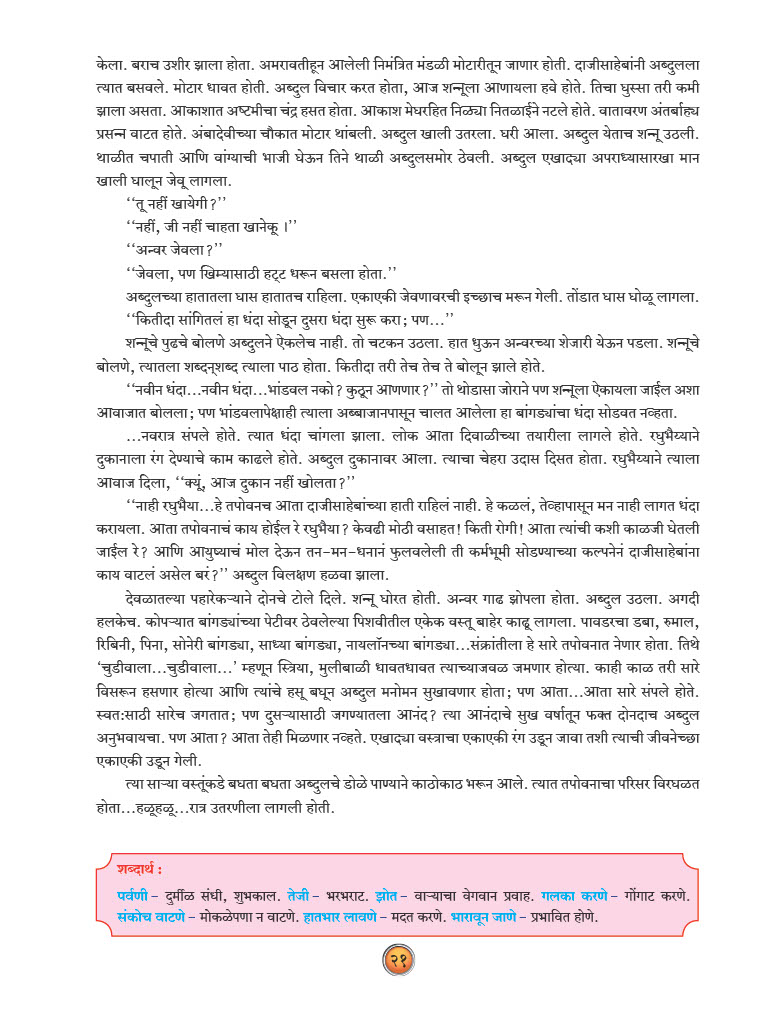 केला. बराच उशीर झाला होता. अमरावतीहून आलेली निमंत्रित मंडळी मोटारीतून जाणार होती. दाजीसाहेबांनी अब्दुलला
त्यात बसवले. मोटार धावत होती. अब्दुल विचार करत होता, आज शन्नूला आणायला हवे होते. तिचा घुस्सा तरी कमी
झाला असता. आकाशात अष्टमीचा चंद्र हसत होता. आकाश मेघरहित निळ्या नितळाईने नटले होते. वातावरण अंतर्बाह्य
प्रसन्न वाटत होते. अंबादेवीच्या चौकात मोटार थांबली. अब्दुल खाली उतरला. घरी आला. अब्दुल येताच शन्नू उठली.
थाळीत चपाती आणि वांग्याची भाजी घेऊन तिने थाळी अब्दुलसमोर ठेवली. अब्दुल एखाद्या अपराध्यासारखा मान
खाली घालून जेवू लागला.
‘‘तू नहीं खायेगी?’’
‘‘नहीं, जी नहीं चाहता खानेकू ।’’
‘‘अन्वर जेवला?’’
‘‘जेवला, पण खिम्यासाठी हट्ट धरून बसला होता.’’
अब्दुलच्या हातातला घास हातातच राहिला. एकाएकी जेवणावरची इच्छाच मरून गेली. तोंडात घास घोळू लागला.
‘‘कितीदा सांगितलं हा धंदा सोडून दुसरा धंदा सुरू करा; पण...’’
शन्नूचे पुढचे बोलणे अब्दुलने ऐकलेच नाही. तो चटकन उठला. हात धुऊन अन्वरच्या शेजारी येऊन पडला. शन्नूचे
बोलणे, त्यातला शब्दन्‌शब्द त्याला पाठ होता. कितीदा तरी तेच तेच ते बोलून झाले होते.
‘‘नवीन धंदा...नवीन धंदा...भांडवल नको? कुठून आणणार?’’ तो थोडासा जोराने पण शन्नूला ऐकायला जाईल अशा
आवाजात बोलला; पण भांडवलापेक्षाही त्याला अब्बाजानपासून चालत आलेला हा बांगड्यांचा धंदा सोडवत नव्हता.
...नवरात्र संपले होते. त्यात धंदा चांगला झाला. लोक आता दिवाळीच्या तयारीला लागले होते. रघुभैय्याने
दुकानाला रंग देण्याचे काम काढले होते. अब्दुल दुकानावर आला. त्याचा चेहरा उदास दिसत होता. रघुभैय्याने त्याला
आवाज दिला, ‘‘क्यूं, आज दुकान नहीं खोलता?’’
‘‘नाही रघुभैया...हे तपोवनच आता दाजीसाहेबांच्या हाती राहिलं नाही. हे कळलं, तेव्हापासून मन नाही लागत धंदा
करायला. आता तपोवनाचं काय होईल रे रघुभैया? केवढी मोठी वसाहत! किती रोगी! आता त्यांची कशी काळजी घेतली
जाईल रे? आणि आयुष्याचं मोल देऊन तन-मन-धनानं फुलवलेली ती कर्मभूमी सोडण्याच्या कल्पनेनं दाजीसाहेबांना
काय वाटलं असेल बरं?’’ अब्दुल विलक्षण हळवा झाला.
देवळातल्या पहारेकऱ्याने दोनचे टोले दिले. शन्नू घोरत होती. अन्वर गाढ झोपला होता. अब्दुल उठला. अगदी
हलकेच. कोपऱ्यात बांगड्यांच्या पेटीवर ठेवलेल्या पिशवीतील एकेक वस्तू बाहेर काढू लागला. पावडरचा डबा, रुमाल,
रिबिनी, पिना, सोनेरी बांगड्या, साध्या बांगड्या, नायलॉनच्या बांगड्या...संक्रांतीला हे सारे तपोवनात नेणार होता. तिथे
‘चुडीवाला...चुडीवाला...’ म्हणून स्त्रिया, मुलीबाळी धावतधावत त्याच्याजवळ जमणार होत्या. काही काळ तरी सारे
विसरून हसणार होत्या आणि त्यांचे हसू बघून अब्दुल मनोमन सुखावणार होता; पण आता...आता सारे संपले होते.
स्वत:साठी सारेच जगतात; पण दुसऱ्यासाठी जगण्यातला आनंद? त्या आनंदाचे सुख वर्षातून फक्त दोनदाच अब्दुल
अनुभवायचा. पण आता? आता तेही मिळणार नव्हते. एखाद्या वस्त्राचा एकाएकी रंग उडून जावा तशी त्याची जीवनेच्छा
एकाएकी उडून गेली.
त्या साऱ्या वस्तूंकडे बघता बघता अब्दुलचे डोळे पाण्याने काठोकाठ भरून आले. त्यात तपोवनाचा परिसर विरघळत
होता...हळूहळू...रात्र उतरणीला लागली होती.
शब्दार्थ :
पर्वणी – दुर्मीळ संधी, शुभकाल. तेजी – भरभराट. झोत – वाऱ्याचा वेगवान प्रवाह. गलका करणे – गोंगाट करणे.
संकोच वाटणे – मोकळेपणा न वाटणे. हातभार लावणे – मदत करणे. भारावून जाणे – प्रभावित होणे.
२१